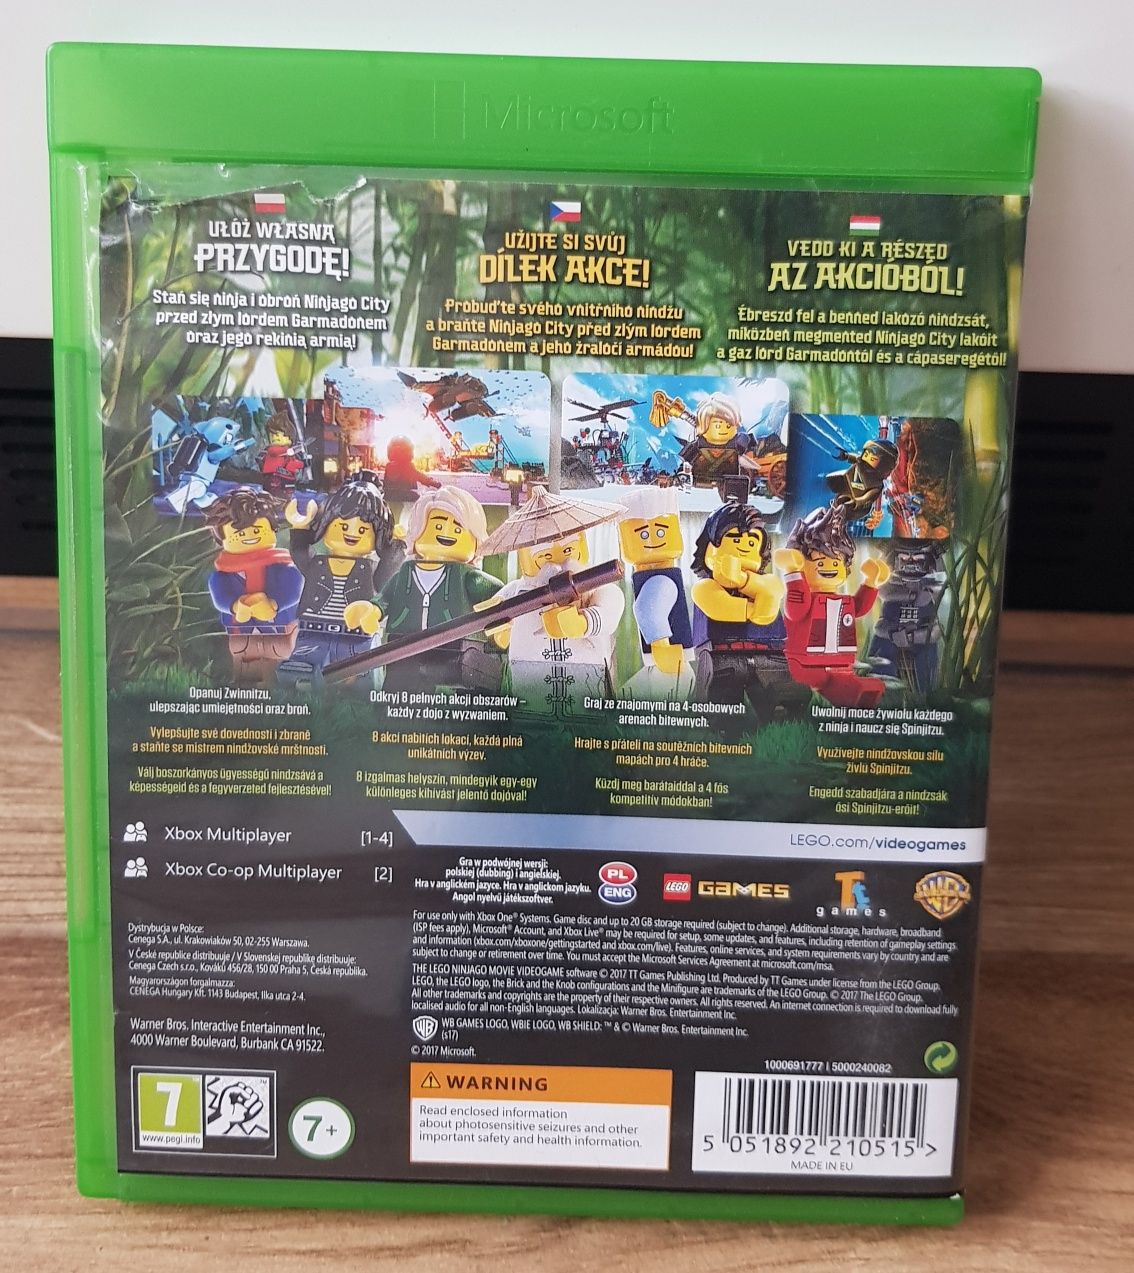 Microsoft
UŁÓŻ WŁASNĄ
PRZYGODĘ!
Stań się ninja i obroń Ninjago City
przed złym lordem Garmadonem
oraz jego rekinią armią!
UŽIJTE SI SVŮJ
DÍLEK AKCE!
Probuďte svého vnitřního nindžu
a braňte Ninjago City před zlým lordem
Garmadonem a jeho žraločí armádou!
VEDD KI A RÉSZED
AZ AKCIÓBÓL!
Ébreszd fel a benned lakozó nindzsát,
miközben megmented Ninjago City lakóit
a gaz lord Garmadontól és a cápaseregétől!
Opanuj Zwinnitzu,
ulepszając umiejętności oraz broń.
Vylepšujte své dovednosti i zbraně
a staňte se mistrem nindžovské mrštnosti.
Válj boszorkányos ügyességű nindzsává a
képességeid és a fegyverzeted fejlesztésével!
Odkryj 8 pełnych akcji obszarów –
każdy z dojo z wyzwaniem.
8 akcí nabitých lokací, každá plná
unikátních výzev.
8 izgalmas helyszín, mindegyik egy-egy
különleges kihívást jelentő dojóval!
Graj ze znajomymi na 4-osobowych
arenach bitewnych.
Hrajte s přáteli na soutěžních bitevních
mapách pro 4 hráče.
Küzdj meg barátaiddal a 4 fős
kompetitív módokban!
Uwolnij moce żywiołu każdego
z ninja i naucz się Spinjitzu.
Využívejte nindžovskou sílu
živlu Spinjitzu.
Engedd szabadjára a nindzsák
ősi Spinjitzu-erőit!
Xbox Multiplayer [1-4]
Xbox Co-op Multiplayer [2]
LEGO.com/videogames
Gra w podwójnej wersji:
polskiej (dubbing) i angielskiej.
Hra v anglickém jazyce. Hra v anglickom jazyku.
Angol nyelvű játékszoftver.
PL
ENG
LEGO GAMES
Tt
games
WB
Dystrybucja w Polsce:
Cenega S.A., ul. Krakowiaków 50, 02-255 Warszawa.
V České republice distribuuje / V Slovenskej republike distribuuje:
Cenega Czech s.r.o., Kováků 456/28, 150 00 Praha 5, Česká republika.
Magyarországon forgalmazza:
CENEGA Hungary Kft. 1143 Budapest, Ilka utca 2-4.
Warner Bros. Interactive Entertainment Inc.,
4000 Warner Boulevard, Burbank CA 91522.
For use only with Xbox One® Systems. Game disc and up to 20 GB storage required (subject to change). Additional storage, hardware, broadband
(ISP fees apply), Microsoft® Account, and Xbox Live® may be required for setup, some updates, and features, including retention of gameplay settings
and information (xbox.com/xboxone/gettingstarted and xbox.com/live). Features, online services, and system requirements vary by country and are
subject to change or retirement over time. You must accept the Microsoft Services Agreement at microsoft.com/msa.
THE LEGO NINJAGO MOVIE VIDEOGAME software © 2017 TT Games Publishing Ltd. Produced by TT Games under license from the LEGO Group.
LEGO, the LEGO logo, the Brick and the Knob configurations and the Minifigure are trademarks of the LEGO Group. © 2017 The LEGO Group.
All other trademarks and copyrights are the property of their respective owners. All rights reserved. An internet connection is required to download fully
localised audio for all non-English languages. Lokalizacja: Warner Bros. Entertainment Inc.
WB GAMES LOGO, WBIE LOGO, WB SHIELD: ™ & © Warner Bros. Entertainment Inc.
(s17)
© 2017 Microsoft.
1000691777 | 5000240082
7
www.pegi.info
7+
WARNING
Read enclosed information
about photosensitive seizures and other
important safety and health information.
5 051892 210515 >
MADE IN EU